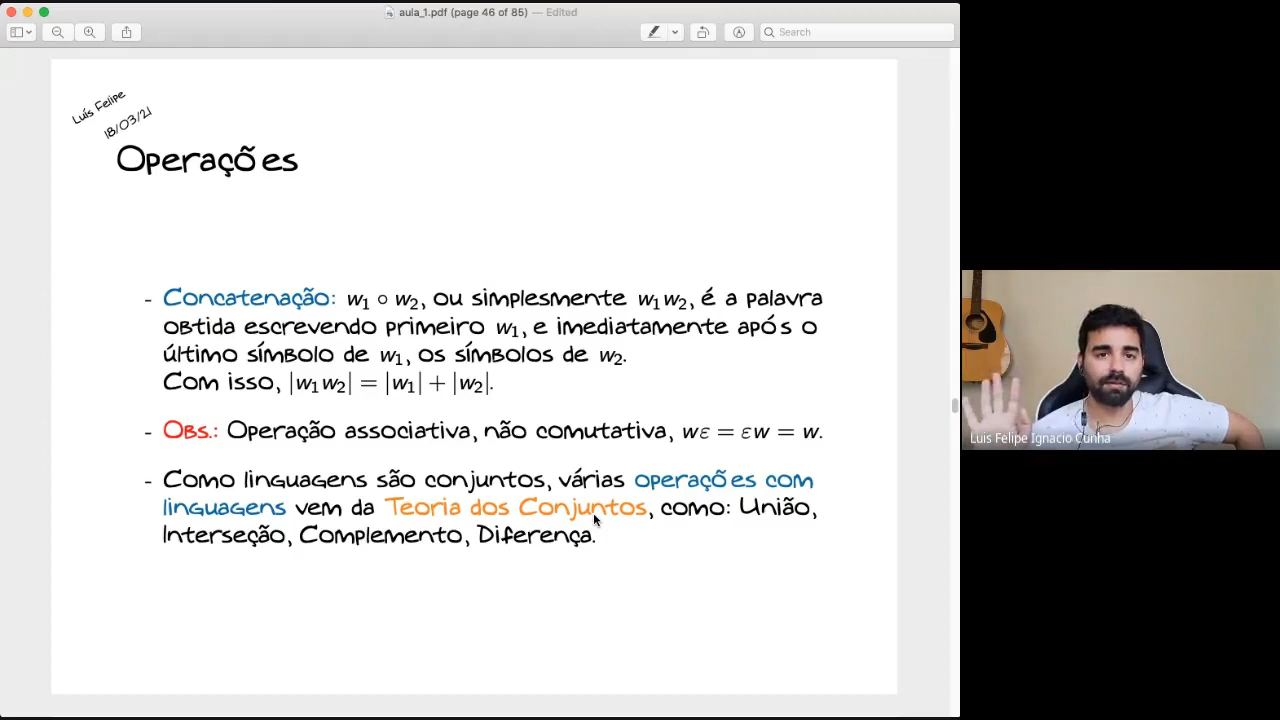 aula_1.pdf (page 46 of 85) — Edited
Search
Luís Felipe
18/03/21
Operações
- Concatenação: w₁ ∘ w₂, ou simplesmente w₁w₂, é a palavra
obtida escrevendo primeiro w₁, e imediatamente após o
último símbolo de w₁, os símbolos de w₂.
Com isso, |w₁w₂| = |w₁| + |w₂|.
- Obs.: Operação associativa, não comutativa, wε = εw = w.
- Como linguagens são conjuntos, várias operações com
linguagens vem da Teoria dos Conjuntos, como: União,
Interseção, Complemento, Diferença.
Luis Felipe Ignacio Cunha